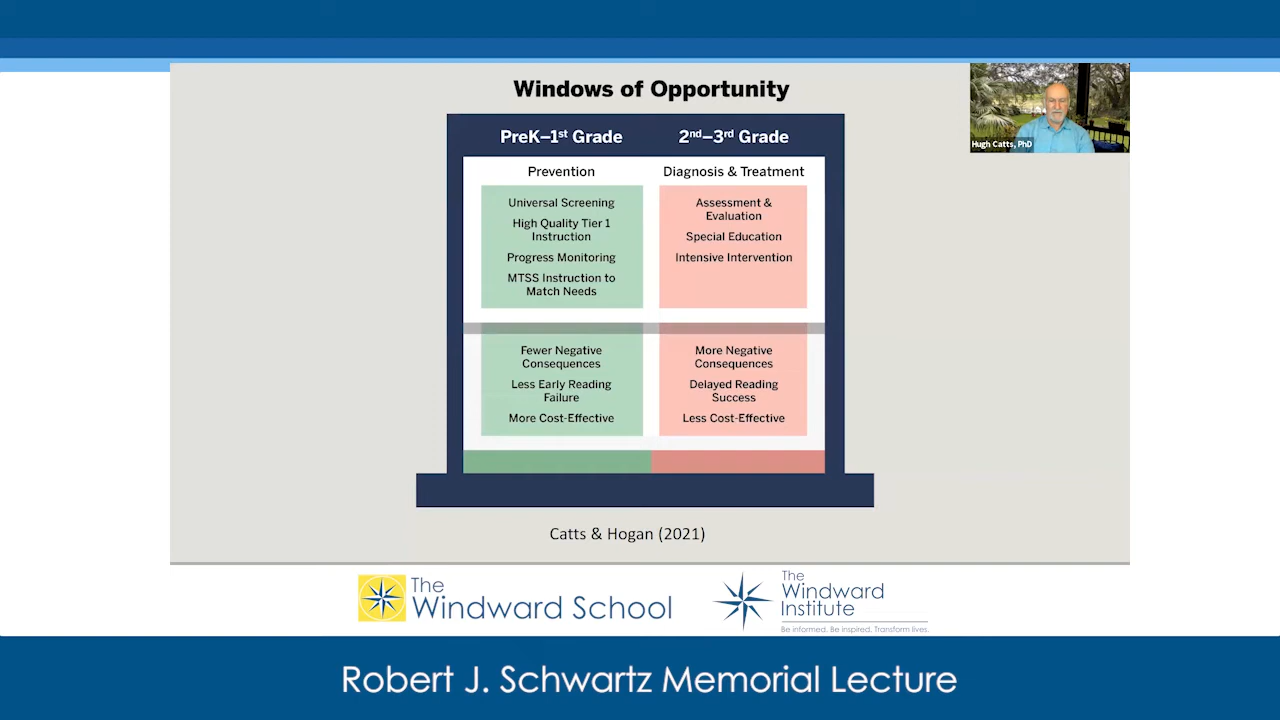 Windows of Opportunity
Hugh Catts, PhD
PreK–1st Grade
2nd–3rd Grade
Prevention
Universal Screening
High Quality Tier 1
Instruction
Progress Monitoring
MTSS Instruction to
Match Needs
Diagnosis & Treatment
Assessment &
Evaluation
Special Education
Intensive Intervention
Fewer Negative
Consequences
Less Early Reading
Failure
More Cost-Effective
More Negative
Consequences
Delayed Reading
Success
Less Cost-Effective
Catts & Hogan (2021)
The
Windward School
The
Windward
Institute
Be informed. Be inspired. Transform lives.
Robert J. Schwartz Memorial Lecture